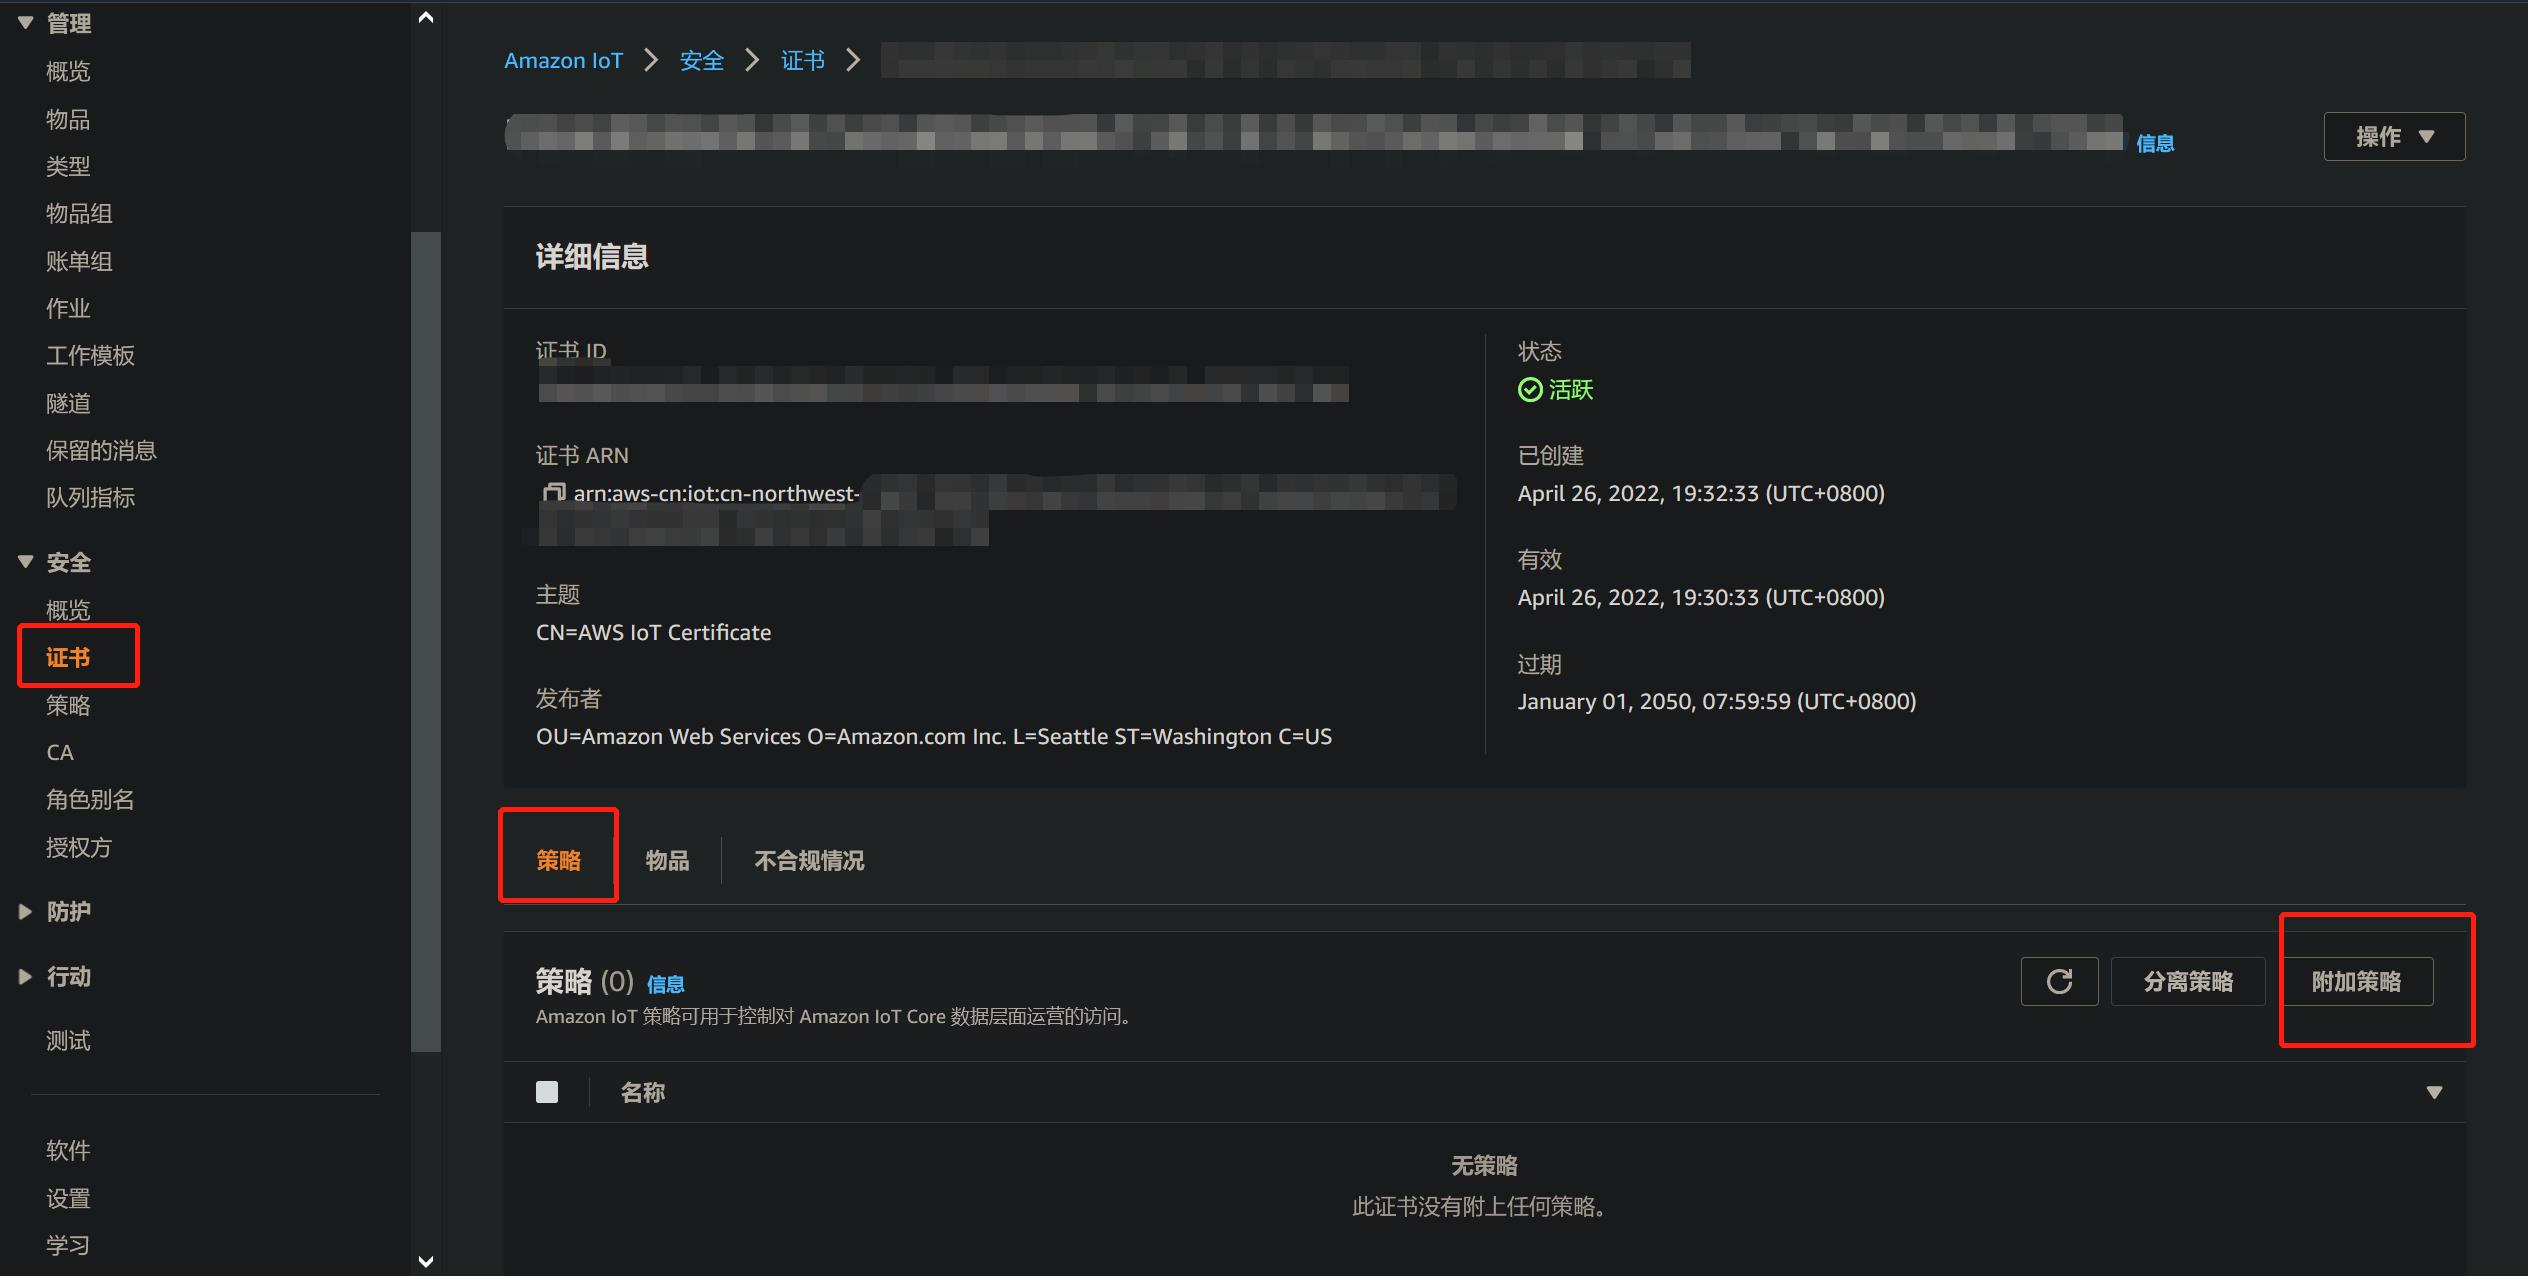 管理
概览
物品
类型
物品组
账单组
作业
工作模板
隧道
保留的消息
队列指标
安全
概览
证书
策略
CA
角色别名
授权方
防护
行动
测试
软件
设置
学习
Amazon IoT > 安全 > 证书 >
信息
操作
详细信息
证书 ID
证书 ARN
arn:aws-cn:iot:cn-northwest-
主题
CN=AWS IoT Certificate
发布者
OU=Amazon Web Services O=Amazon.com Inc. L=Seattle ST=Washington C=US
状态
活跃
已创建
April 26, 2022, 19:32:33 (UTC+0800)
有效
April 26, 2022, 19:30:33 (UTC+0800)
过期
January 01, 2050, 07:59:59 (UTC+0800)
策略 物品 不合规情况
策略 (0) 信息
Amazon IoT 策略可用于控制对 Amazon IoT Core 数据层面运营的访问。
分离策略 附加策略
名称
无策略
此证书没有附上任何策略。